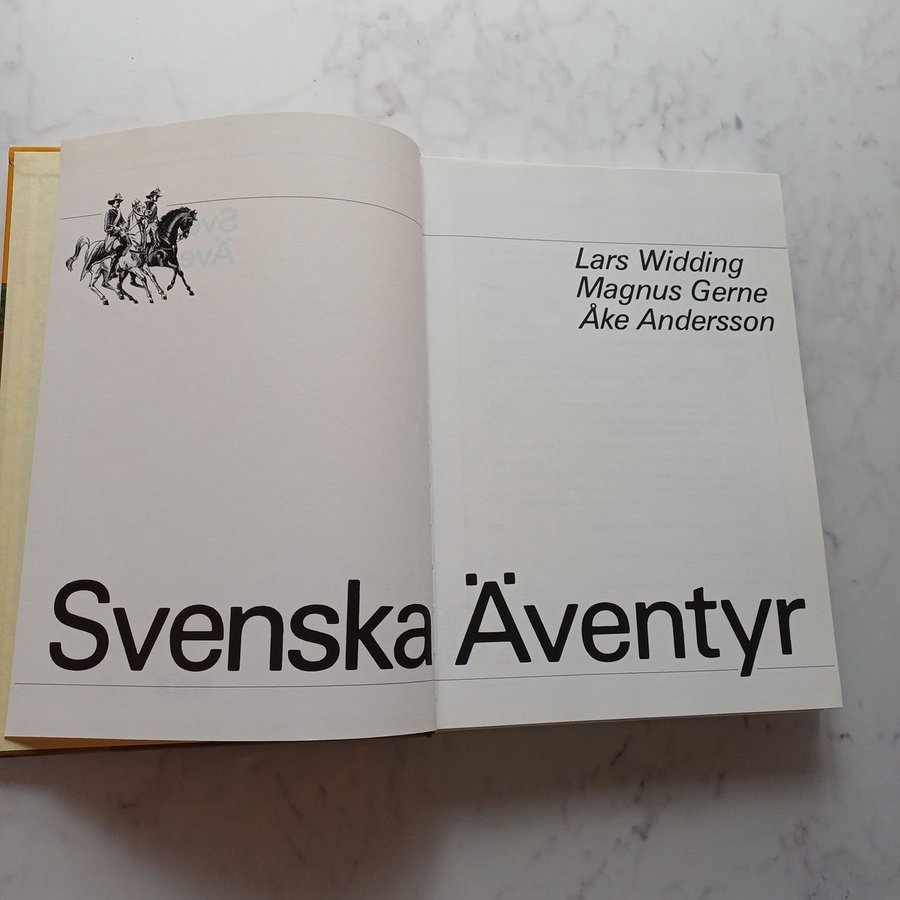 Lars Widding
Magnus Gerne
Åke Andersson
Svenska Äventyr